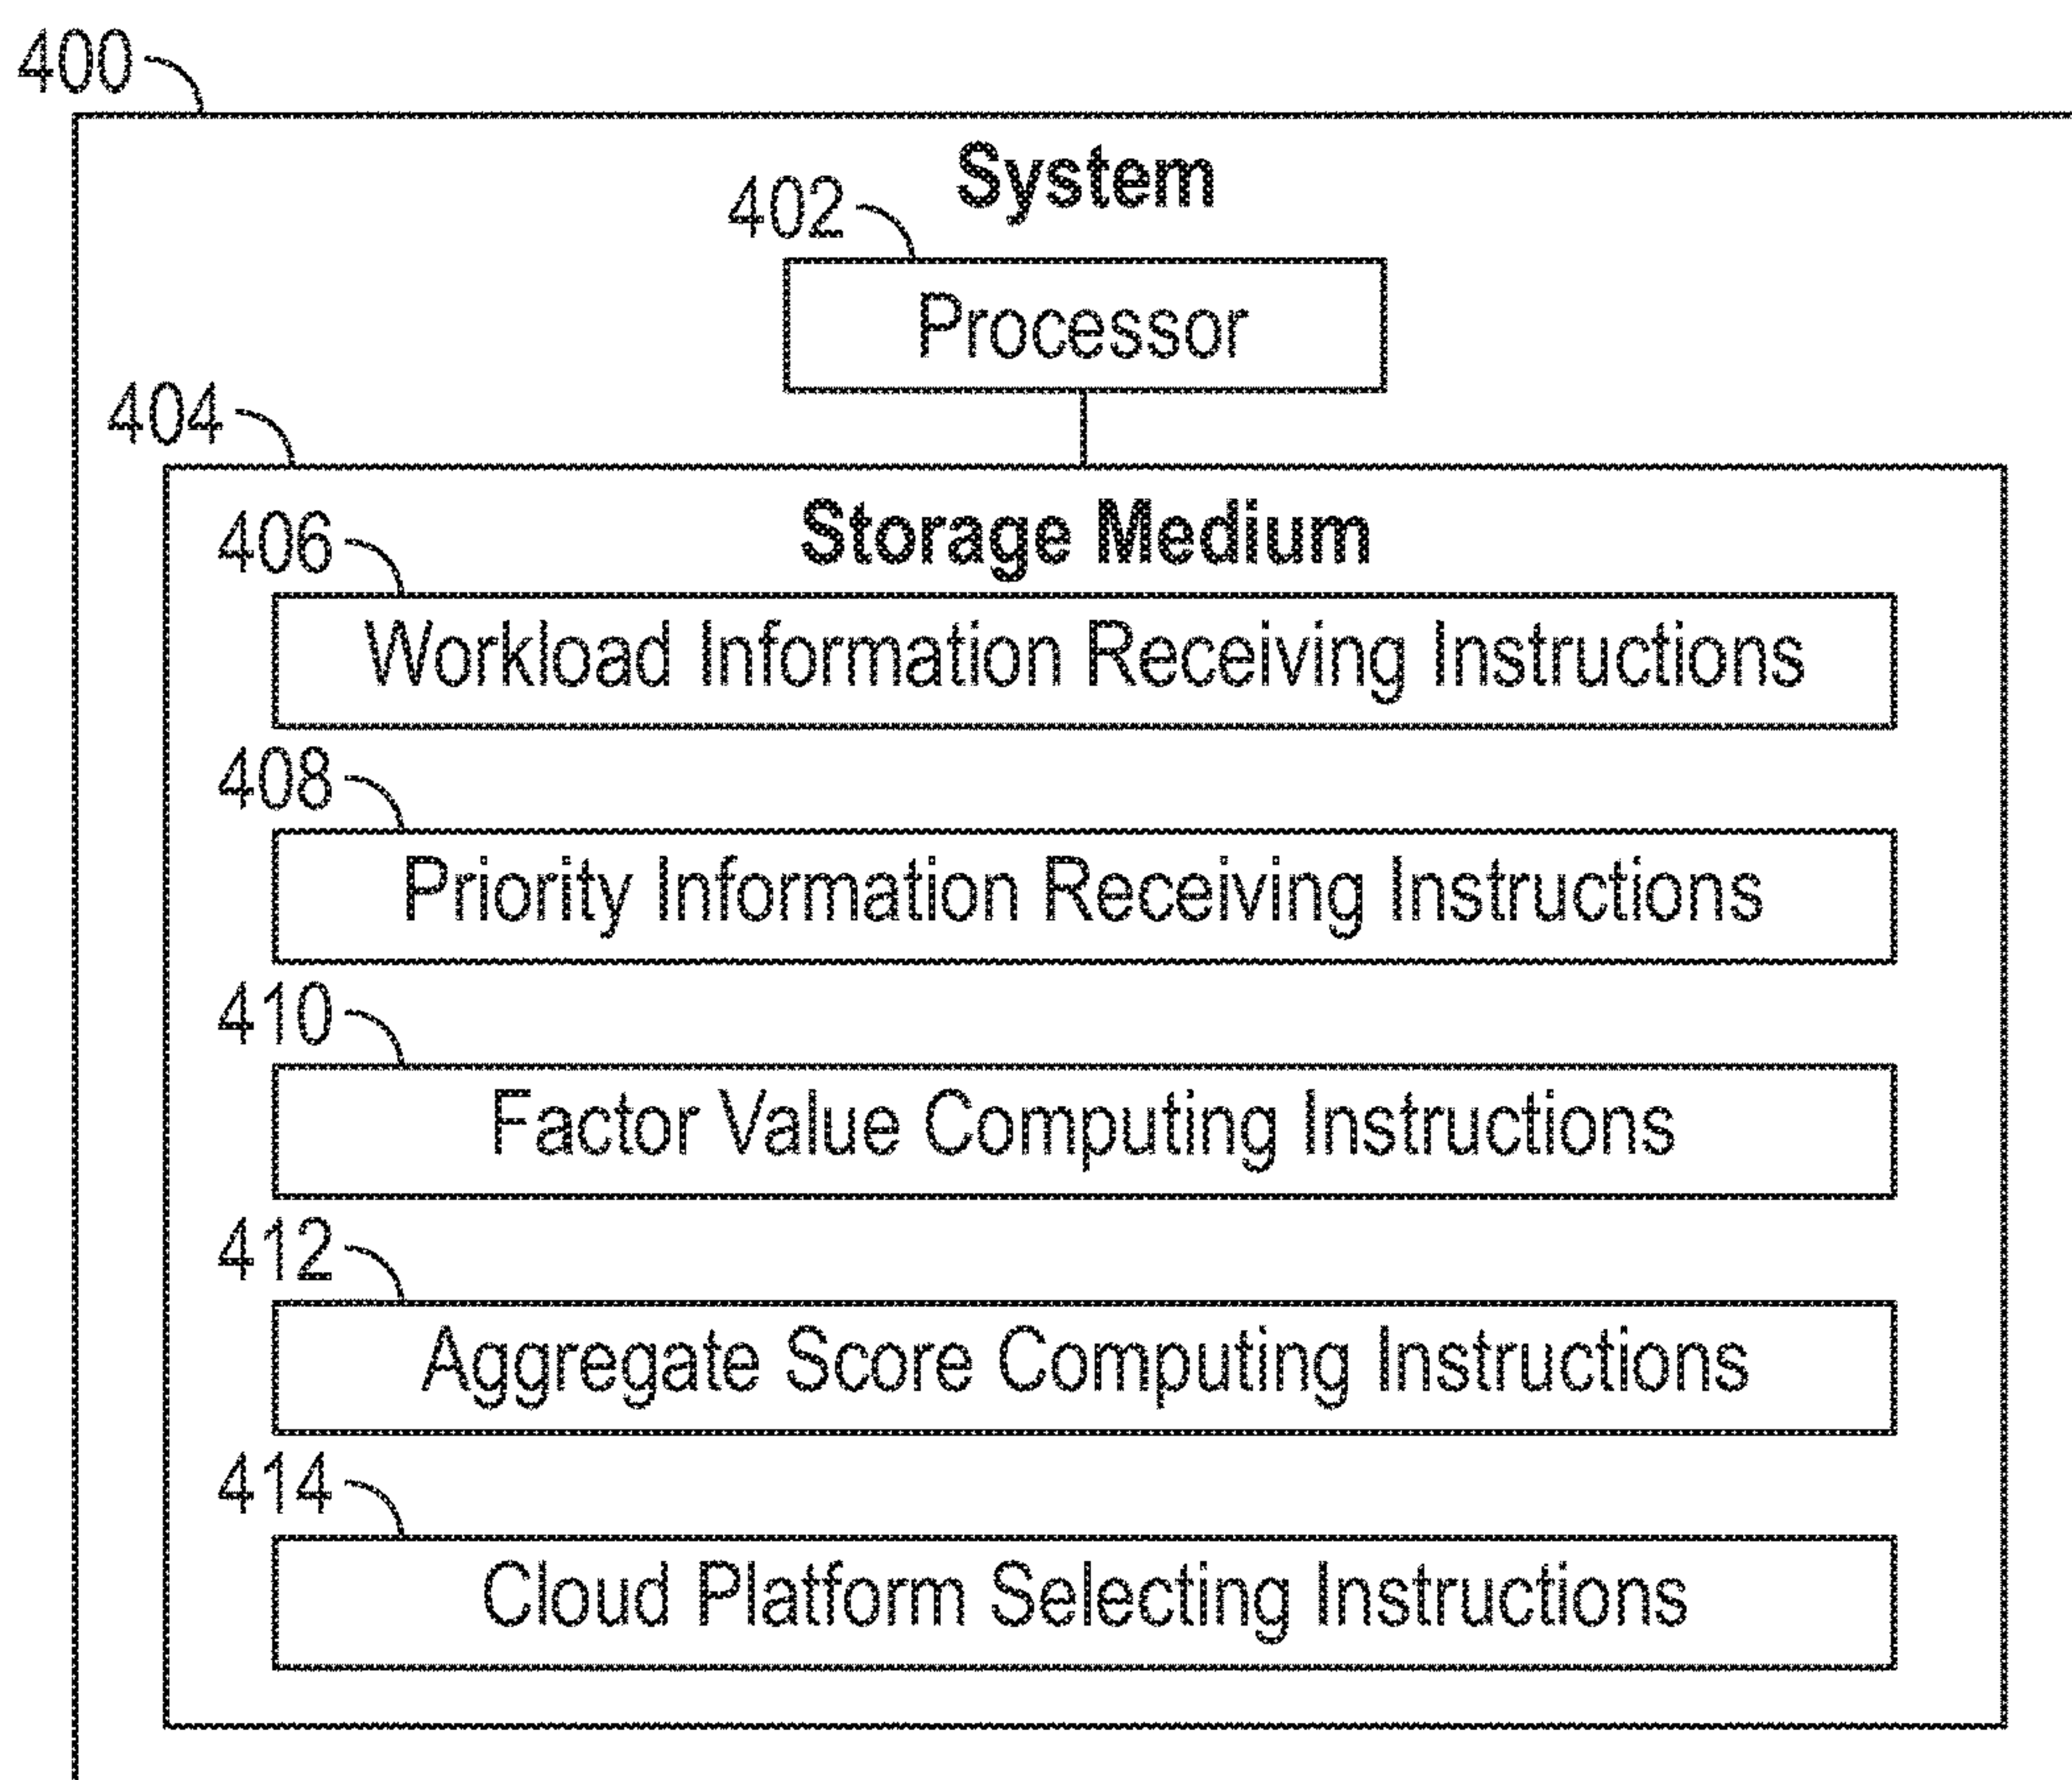 400
System
402
Processor
404
Storage Medium
406
Workload Information Receiving Instructions
408
Priority Information Receiving Instructions
410
Factor Value Computing Instructions
412
Aggregate Score Computing Instructions
414
Cloud Platform Selecting Instructions